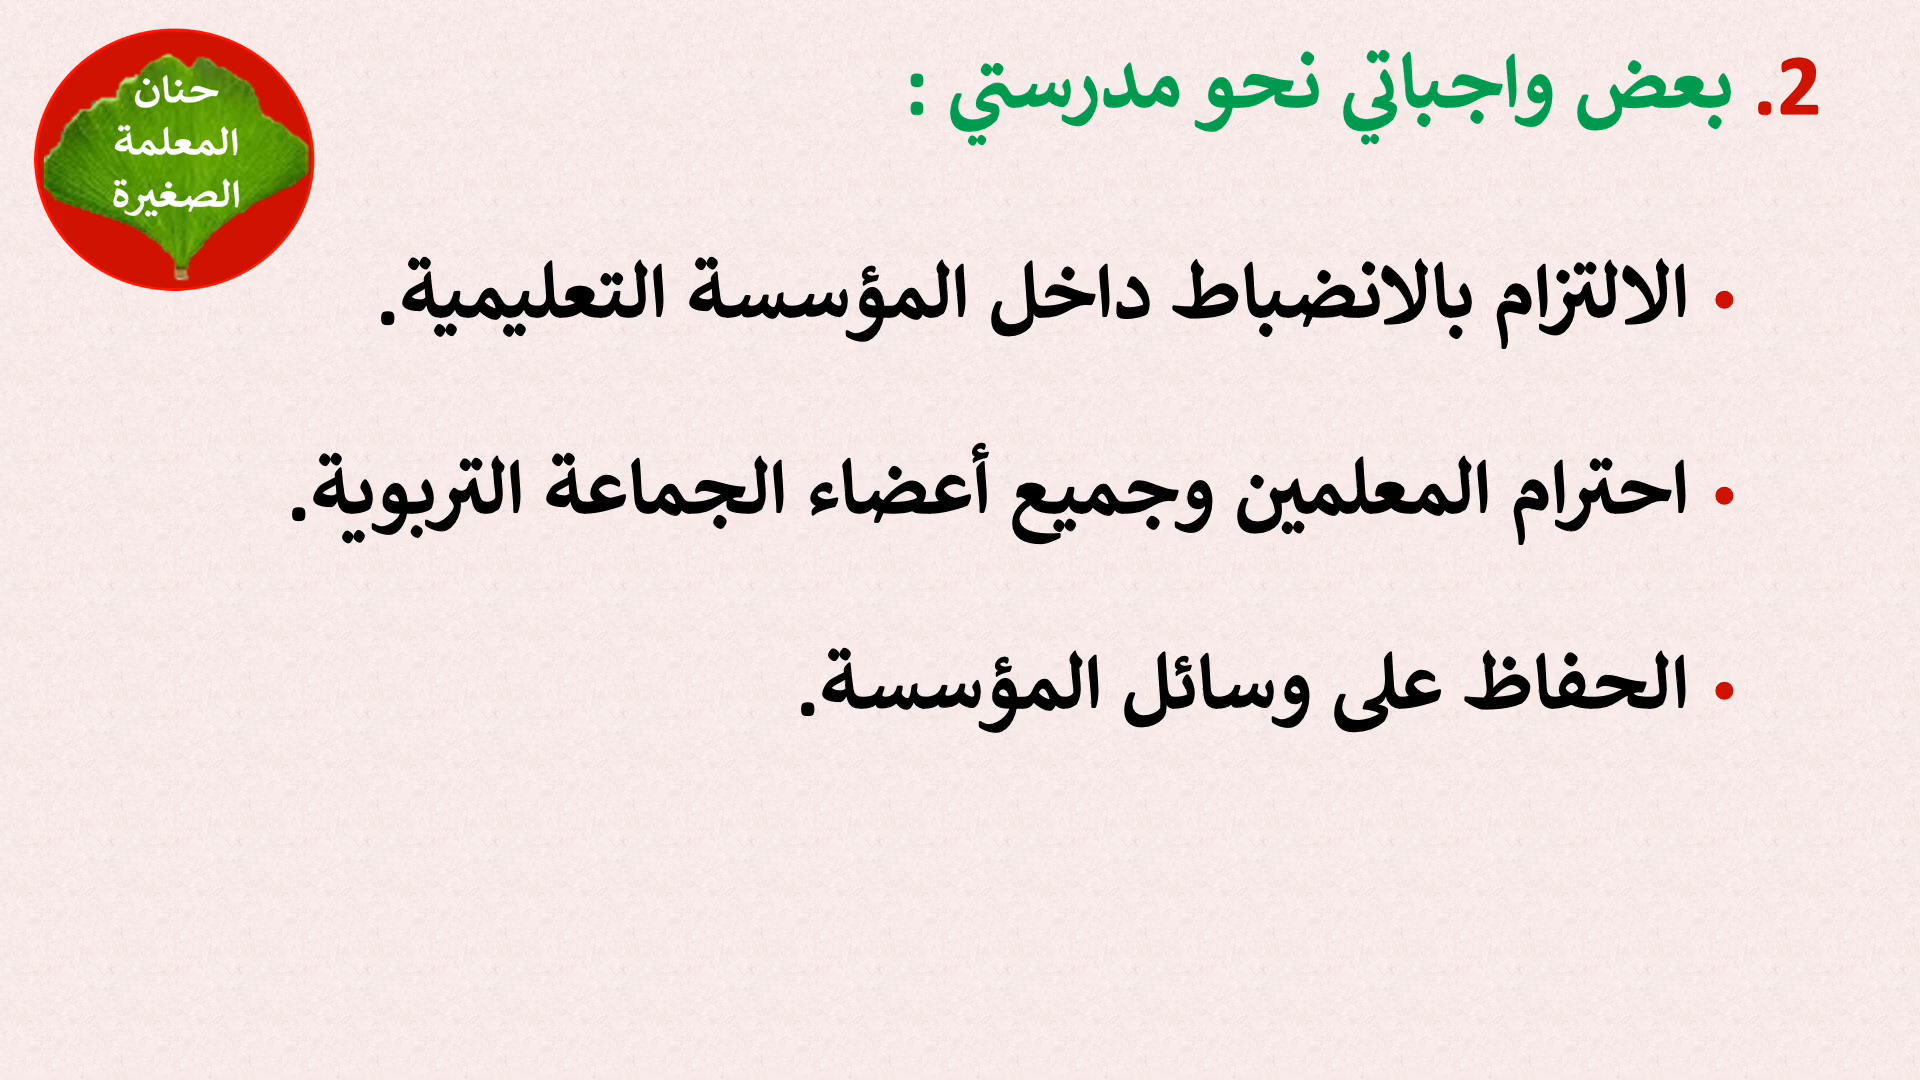 2. بعض واجباتي نحو مدرستي :
حنان
المعلمة
الصغيرة
• الالتزام بالانضباط داخل المؤسسة التعليمية.
• احترام المعلمين وجميع أعضاء الجماعة التربوية.
• الحفاظ على وسائل المؤسسة.